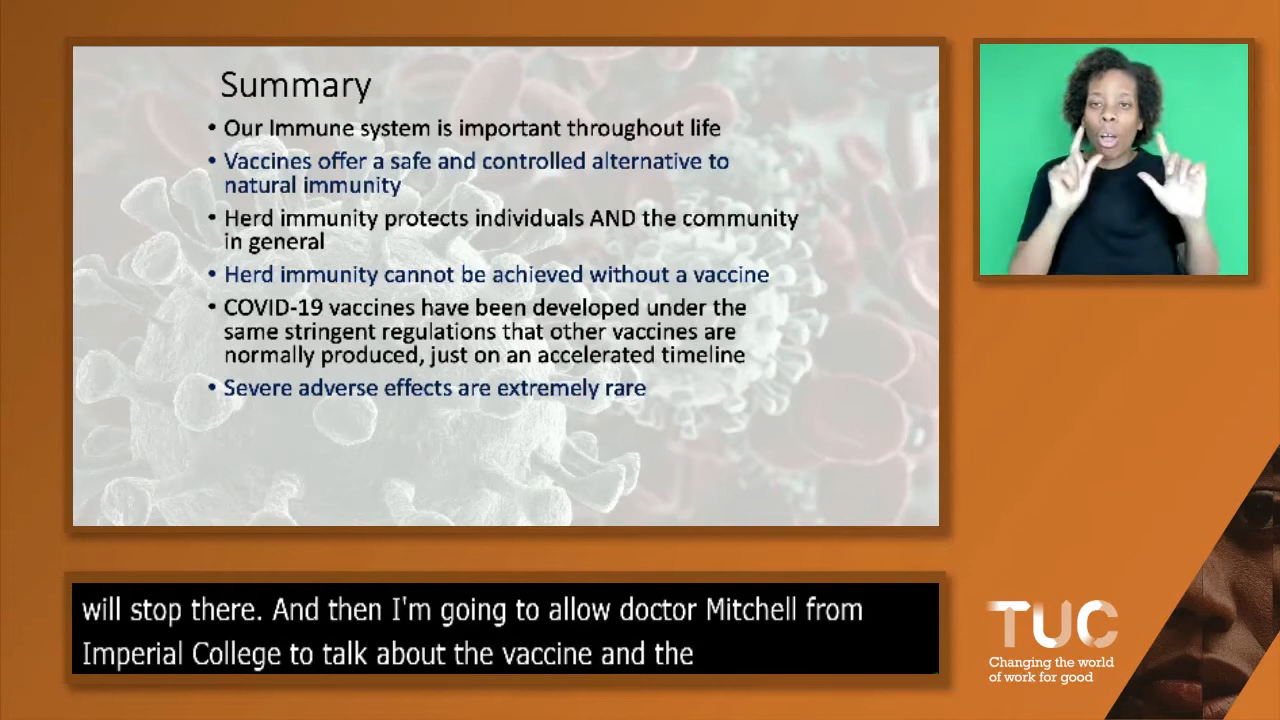 Summary
• Our Immune system is important throughout life
• Vaccines offer a safe and controlled alternative to
natural immunity
• Herd immunity protects individuals AND the community
in general
• Herd immunity cannot be achieved without a vaccine
• COVID-19 vaccines have been developed under the
same stringent regulations that other vaccines are
normally produced, just on an accelerated timeline
• Severe adverse effects are extremely rare
will stop there. And then I'm going to allow doctor Mitchell from
Imperial College to talk about the vaccine and the
TUC
Changing the world
of work for good